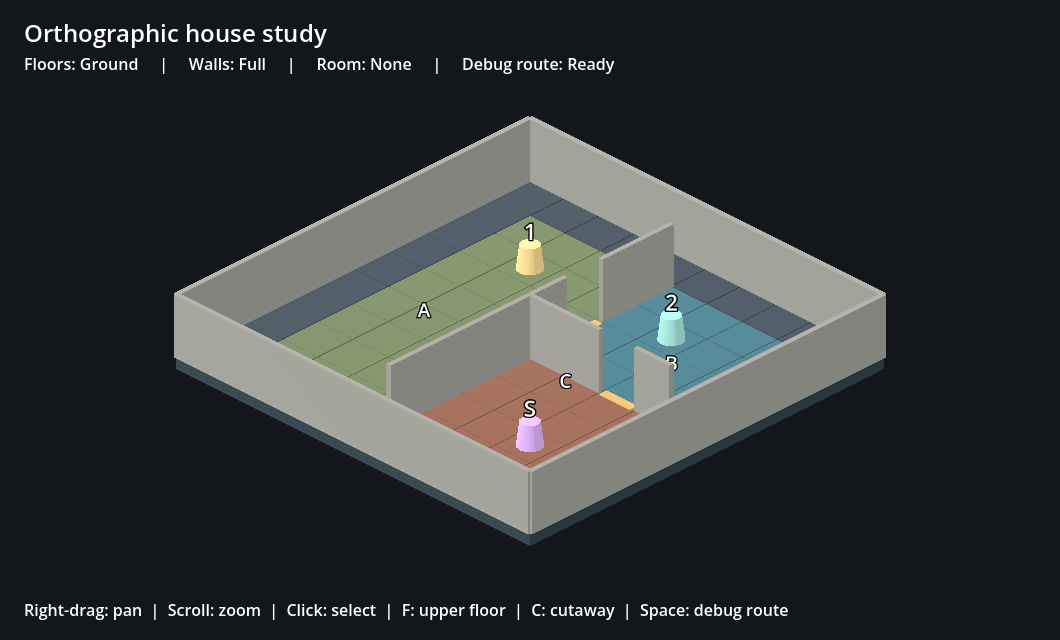 Orthographic house study
Floors: Ground | Walls: Full | Room: None | Debug route: Ready
1
2
A
B
C
S
Right-drag: pan | Scroll: zoom | Click: select | F: upper floor | C: cutaway | Space: debug route